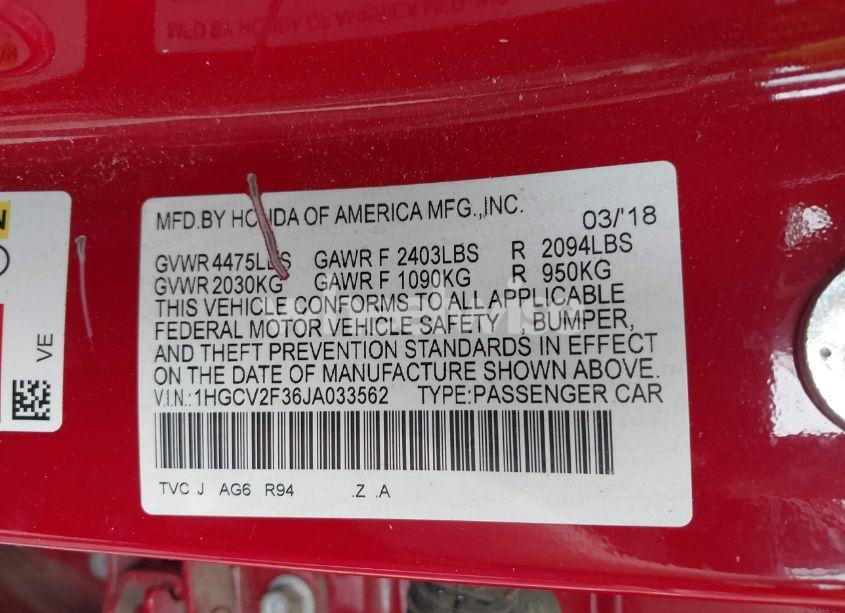 MFD.BY HONDA OF AMERICA MFG.,INC. 03/'18
GVWR 4475LBS GAWR F 2403LBS R 2094LBS
GVWR 2030KG GAWR F 1090KG R 950KG
THIS VEHICLE CONFORMS TO ALL APPLICABLE
FEDERAL MOTOR VEHICLE SAFETY , BUMPER,
AND THEFT PREVENTION STANDARDS IN EFFECT
ON THE DATE OF MANUFACTURE SHOWN ABOVE.
V.I.N.:1HGCV2F36JA033562 TYPE:PASSENGER CAR
TVC J AG6 R94 .Z .A
VE
N